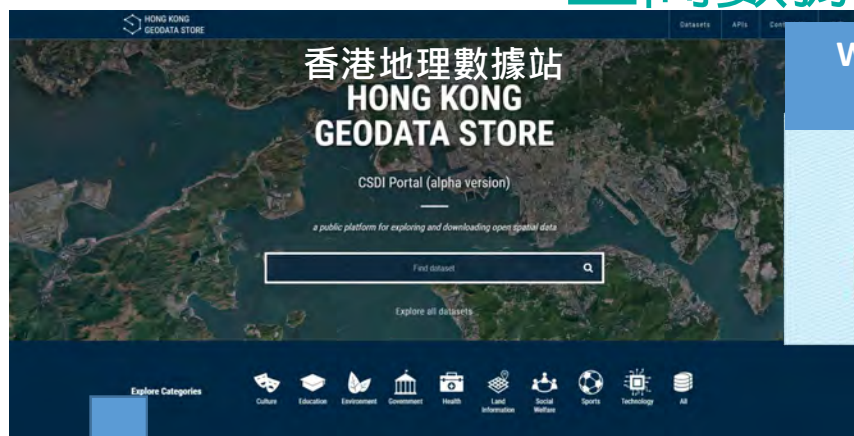 HONG KONG
GEODATA STORE
Datasets APIs
香港地理數據站
HONG KONG
GEODATA STORE
CSDI Portal (alpha version)
a public platform for exploring and downloading open spatial data
Find dataset
Explore all datasets
Explore Categories
Culture Education Environment Government Health Land Information Social Welfare Sports Technology All